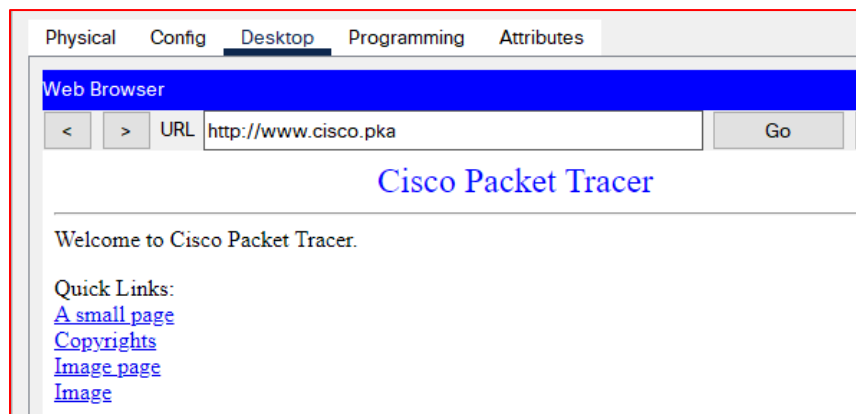 Physical Config Desktop Programming Attributes
Web Browser
< > URL http://www.cisco.pka Go
Cisco Packet Tracer
Welcome to Cisco Packet Tracer.
Quick Links:
A small page
Copyrights
Image page
Image